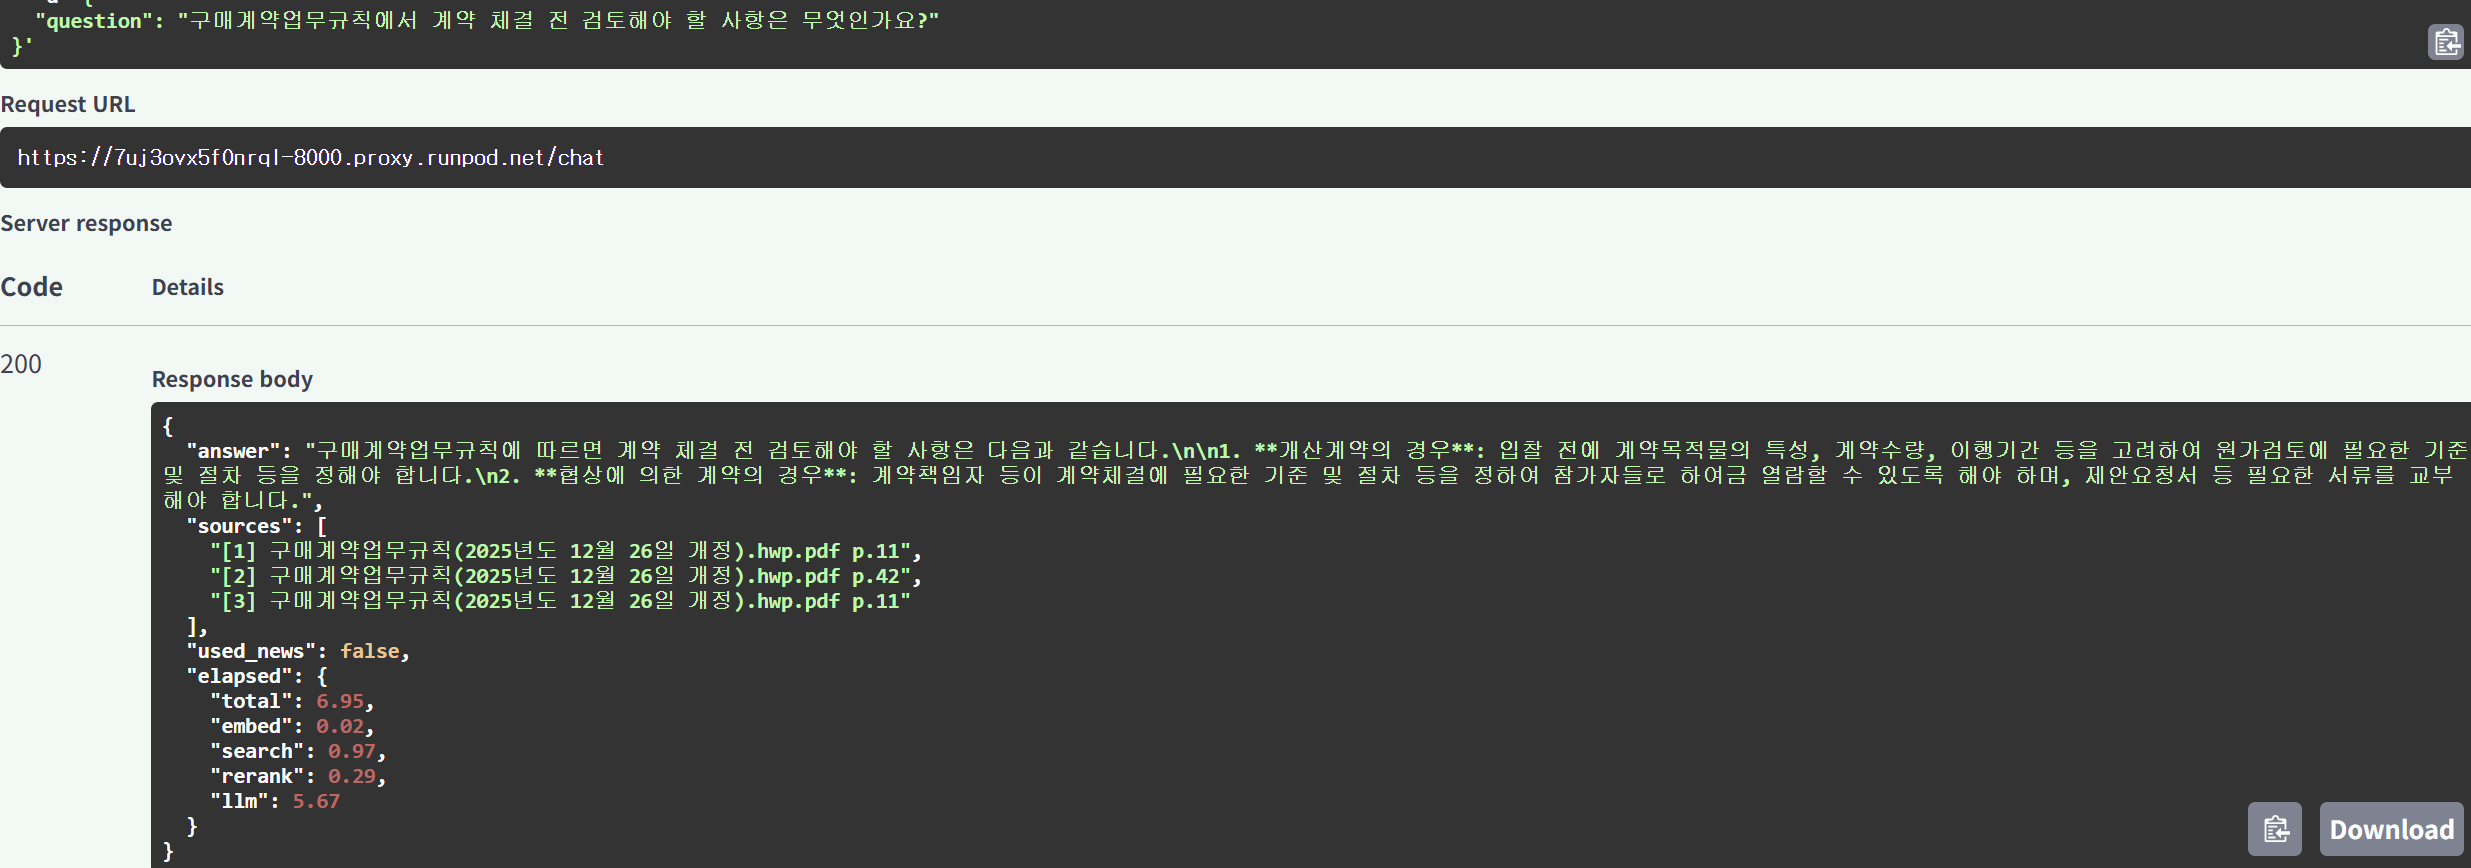 "question": "구매계약업무규칙에서 계약 체결 전 검토해야 할 사항은 무엇인가요?"
}'
Request URL
https://7uj3ovx5f0nrql-8000.proxy.runpod.net/chat
Server response
Code Details
200
Response body
{
"answer": "구매계약업무규칙에 따르면 계약 체결 전 검토해야 할 사항은 다음과 같습니다.\n\n1. **개산계약의 경우**: 입찰 전에 계약목적물의 특성, 계약수량, 이행기간 등을 고려하여 원가검토에 필요한 기준
및 절차 등을 정해야 합니다.\n2. **협상에 의한 계약의 경우**: 계약책임자 등이 계약체결에 필요한 기준 및 절차 등을 정하여 참가자들로 하여금 열람할 수 있도록 해야 하며, 제안요청서 등 필요한 서류를 교부
해야 합니다.",
"sources": [
"[1] 구매계약업무규칙(2025년도 12월 26일 개정).hwp.pdf p.11",
"[2] 구매계약업무규칙(2025년도 12월 26일 개정).hwp.pdf p.42",
"[3] 구매계약업무규칙(2025년도 12월 26일 개정).hwp.pdf p.11"
],
"used_news": false,
"elapsed": {
"total": 6.95,
"embed": 0.02,
"search": 0.97,
"rerank": 0.29,
"llm": 5.67
}
}
Download